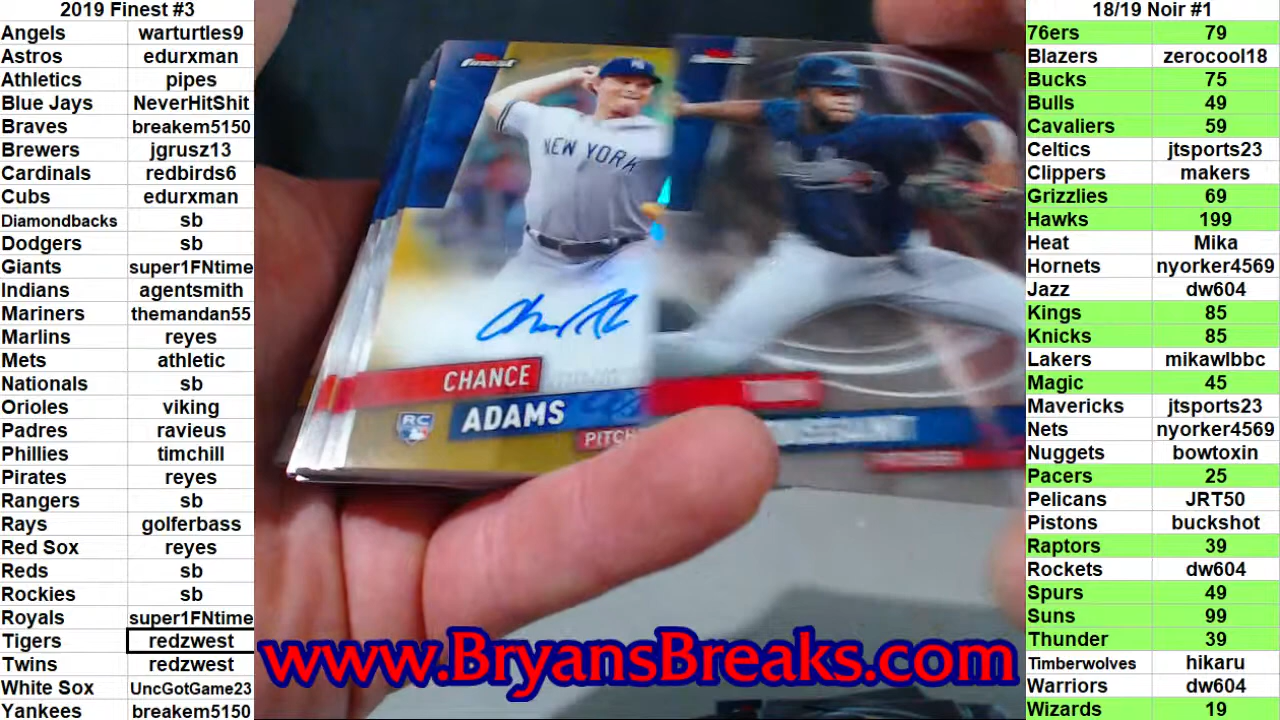 2019 Finest #3
Angels warturtles9
Astros edurxman
Athletics pipes
Blue Jays NeverHitShit
Braves breakem5150
Brewers jgrusz13
Cardinals redbirds6
Cubs edurxman
Diamondbacks sb
Dodgers sb
Giants super1FNtime
Indians agentsmith
Mariners themandan55
Marlins reyes
Mets athletic
Nationals sb
Orioles viking
Padres ravieus
Phillies timchill
Pirates reyes
Rangers sb
Rays golferbass
Red Sox reyes
Reds sb
Rockies sb
Royals super1FNtime
Tigers redzwest
Twins redzwest
White Sox UncGotGame23
Yankees breakem5150
finest
NEW YORK
CHANCE
RC
ADAMS
www.BryansBreaks.com
18/19 Noir #1
76ers 79
Blazers zerocool18
Bucks 75
Bulls 49
Cavaliers 59
Celtics jtsports23
Clippers makers
Grizzlies 69
Hawks 199
Heat Mika
Hornets nyorker4569
Jazz dw604
Kings 85
Knicks 85
Lakers mikawlbbc
Magic 45
Mavericks jtsports23
Nets nyorker4569
Nuggets bowtoxin
Pacers 25
Pelicans JRT50
Pistons buckshot
Raptors 39
Rockets dw604
Spurs 49
Suns 99
Thunder 39
Timberwolves hikaru
Warriors dw604
Wizards 19